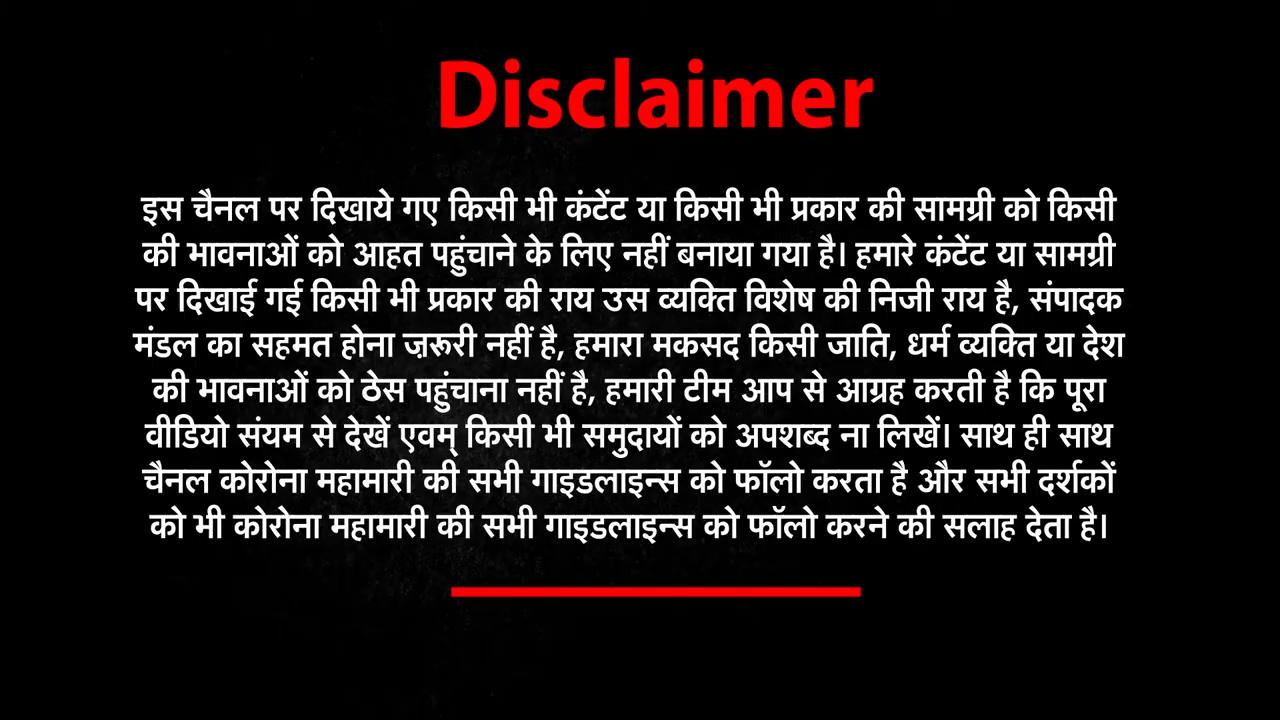 Disclaimer
इस चैनल पर दिखाये गए किसी भी कंटेंट या किसी भी प्रकार की सामग्री को किसी
की भावनाओं को आहत पहुंचाने के लिए नहीं बनाया गया है। हमारे कंटेंट या सामग्री
पर दिखाई गई किसी भी प्रकार की राय उस व्यक्ति विशेष की निजी राय है, संपादक
मंडल का सहमत होना ज़रूरी नहीं है, हमारा मकसद किसी जाति, धर्म व्यक्ति या देश
की भावनाओं को ठेस पहुंचाना नहीं है, हमारी टीम आप से आग्रह करती है कि पूरा
वीडियो संयम से देखें एवम् किसी भी समुदायों को अपशब्द ना लिखें। साथ ही साथ
चैनल कोरोना महामारी की सभी गाइडलाइन्स को फॉलो करता है और सभी दर्शकों
को भी कोरोना महामारी की सभी गाइडलाइन्स को फॉलो करने की सलाह देता है।